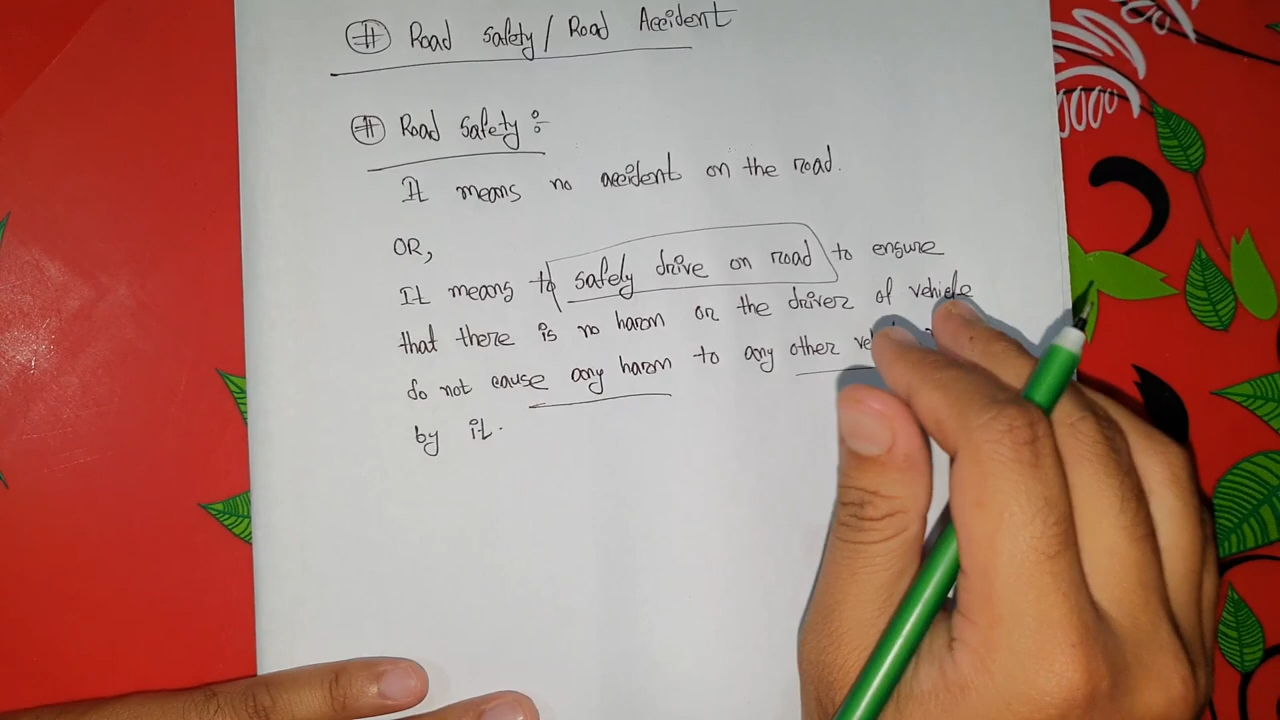 # Road Safety / Road Accident
# Road Safety :-
It means no accident on the road.
OR,
It means to safely drive on road to ensure
that there is no harm or the driver of vehicle
do not cause any harm to any other
by it.